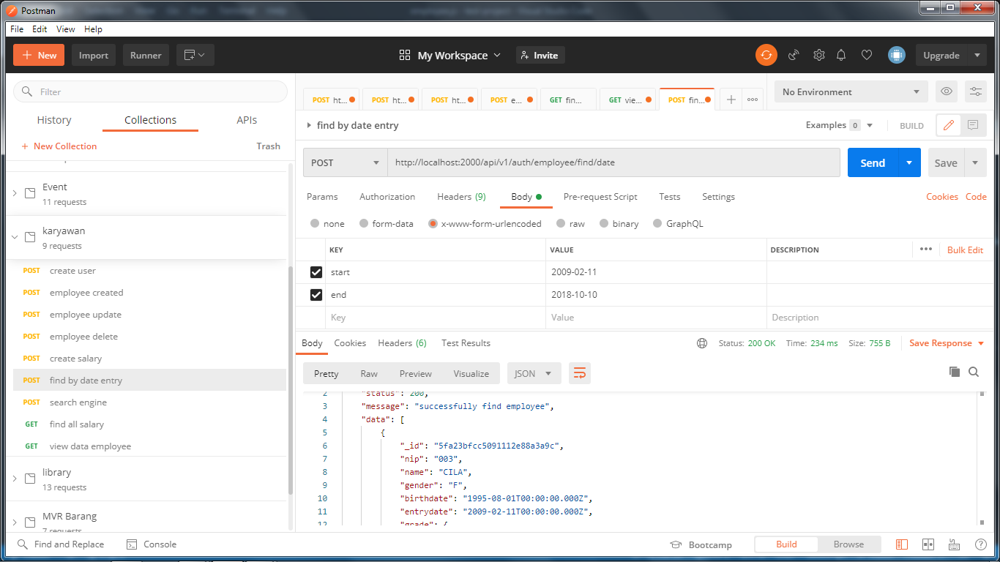 Postman
File Edit View Help
New Import Runner My Workspace Invite Upgrade
Filter
History Collections APIs
New Collection Trash
Event
11 requests
karyawan
9 requests
POST create user
POST employee created
POST employee update
POST employee delete
POST create salary
POST find by date entry
POST search engine
GET find all salary
GET view data employee
library
13 requests
MVR Barang
7 requests
POST ht... POST ht... POST ht... POST e... GET fin... GET vie... POST fin...
No Environment
find by date entry Examples 0 BUILD
POST http://localhost:2000/api/v1/auth/employee/find/date Send Save
Params Authorization Headers (9) Body Pre-request Script Tests Settings Cookies Code
none form-data x-www-form-urlencoded raw binary GraphQL
KEY VALUE DESCRIPTION Bulk Edit
start 2009-02-11
end 2018-10-10
Key Value Description
Body Cookies Headers (6) Test Results Status: 200 OK Time: 234 ms Size: 755 B Save Response
Pretty Raw Preview Visualize JSON
2 "status": 200,
3 "message": "successfully find employee",
4 "data": [
5 {
6 "_id": "5fa23bfcc5091112e88a3a9c",
7 "nip": "003",
8 "name": "CILA",
9 "gender": "F",
10 "birthdate": "1995-08-01T00:00:00.000Z",
11 "entrydate": "2009-02-11T00:00:00.000Z",
12 "grade": {
Find and Replace Console Bootcamp Build Browse